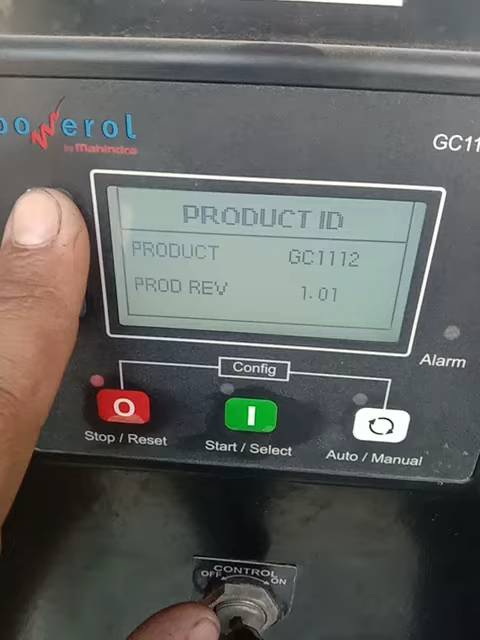 powerol
by Mahindra
GC11
PRODUCT ID
PRODUCT GC1112
PROD REV 1.01
Alarm
Config
Stop / Reset
Start / Select
Auto / Manual
CONTROL
OFF ON